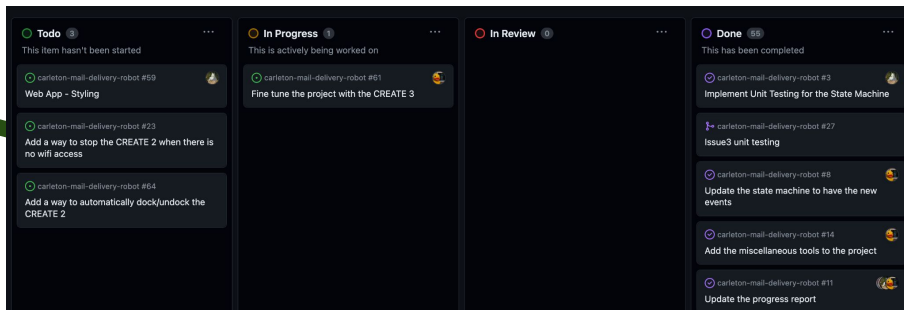 Todo 3
This item hasn't been started
carleton-mail-delivery-robot #59
Web App - Styling
carleton-mail-delivery-robot #23
Add a way to stop the CREATE 2 when there is
no wifi access
carleton-mail-delivery-robot #64
Add a way to automatically dock/undock the
CREATE 2
In Progress 1
This is actively being worked on
carleton-mail-delivery-robot #61
Fine tune the project with the CREATE 3
In Review 0
Done 55
This has been completed
carleton-mail-delivery-robot #3
Implement Unit Testing for the State Machine
carleton-mail-delivery-robot #27
Issue3 unit testing
carleton-mail-delivery-robot #8
Update the state machine to have the new
events
carleton-mail-delivery-robot #14
Add the miscellaneous tools to the project
carleton-mail-delivery-robot #11
Update the progress report